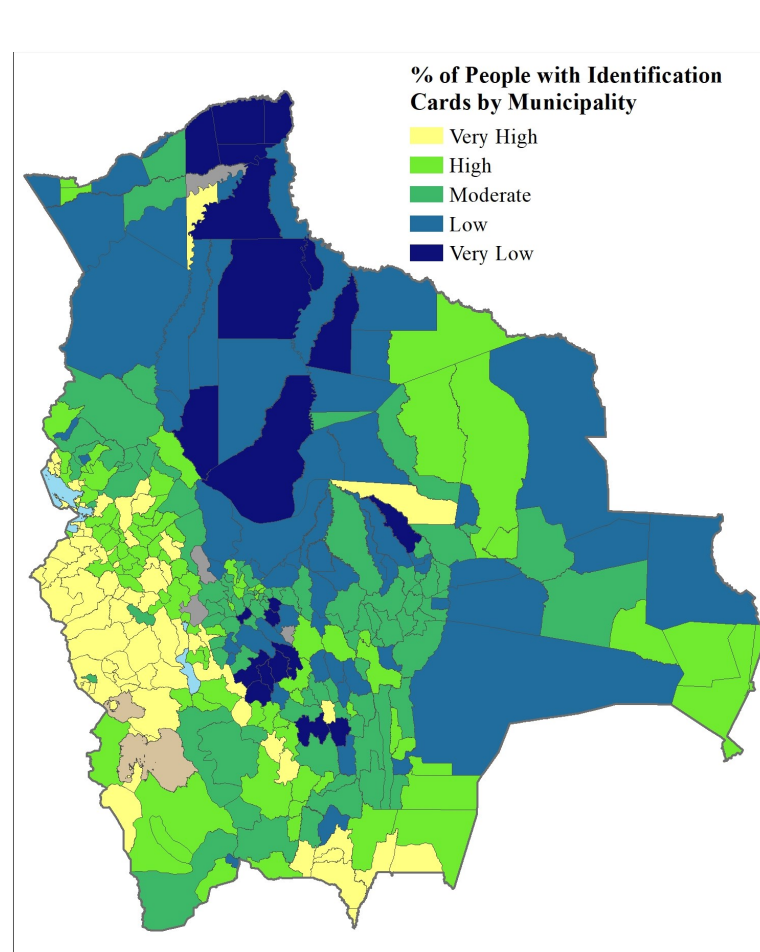 % of People with Identification
Cards by Municipality
Very High
High
Moderate
Low
Very Low